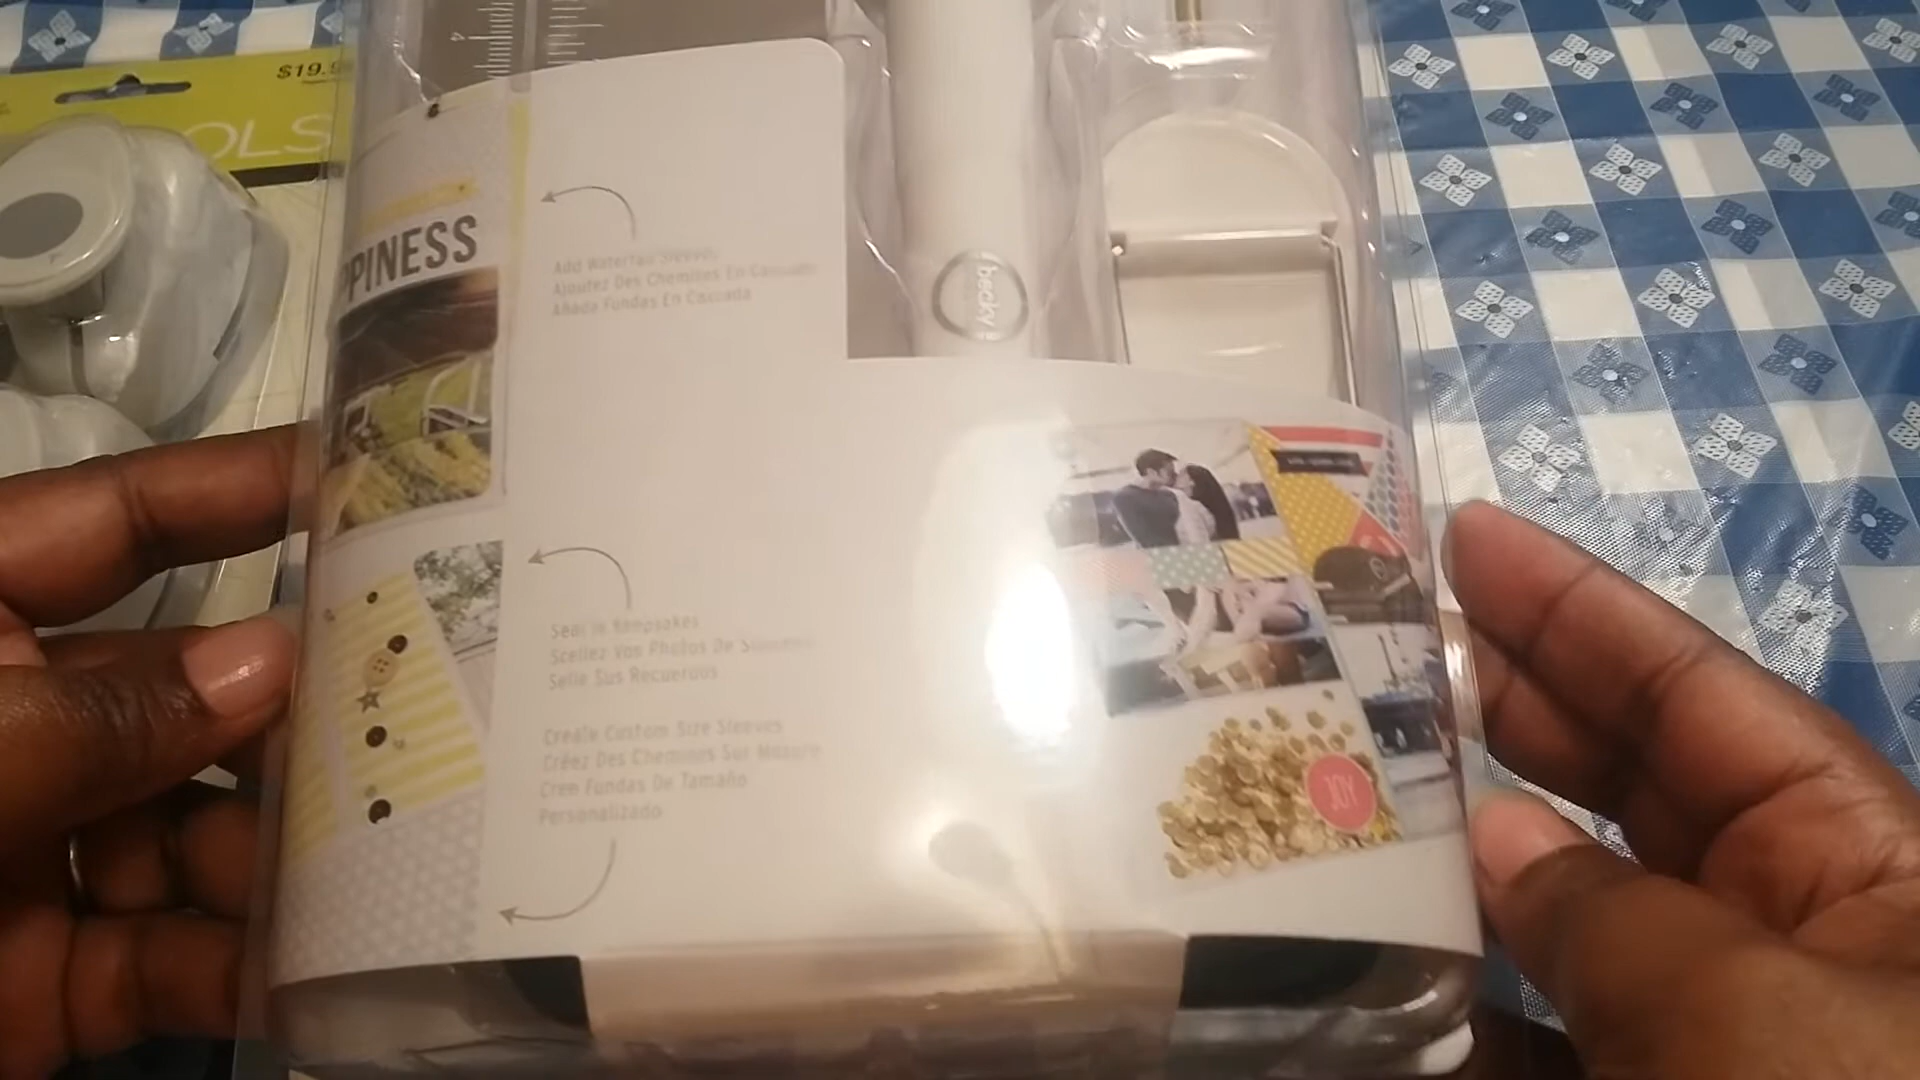 $19.9
OLS
PPINESS
Add Waterfall Sleeves
Ajoutez Des Chemises En Cascade
Añada Fundas En Cascada
becky
Seal In Keepsakes
Scellez Vos Photos De
Selle Sus Recuerdos
Create Custom Size Sleeves
Créez Des Chemises Sur Mesure
Cree Fundas De Tamaño
Personalizado
JOY